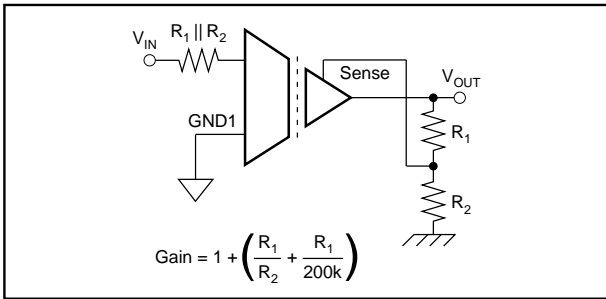 V_IN
R_1 || R_2
GND1
Sense
V_OUT
R_1
R_2
Gain = 1 + (R_1/R_2 + R_1/200k)